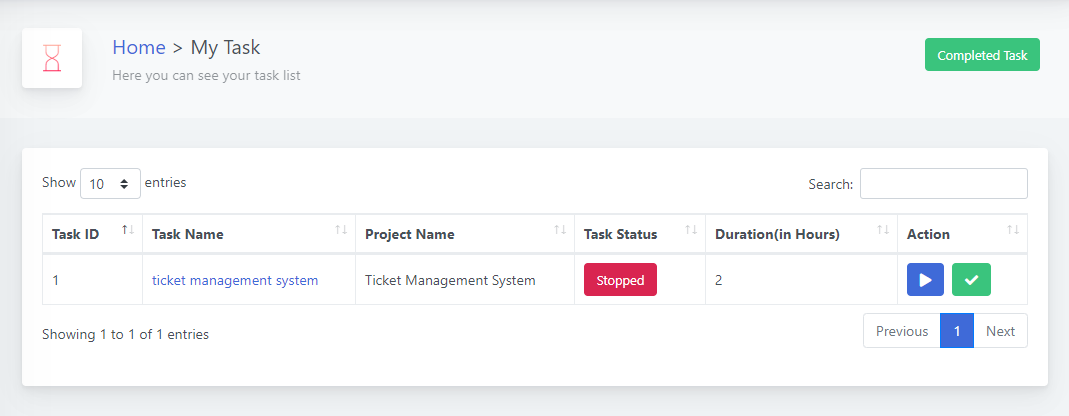 Home > My Task
Completed Task
Here you can see your task list
Show 10 entries
Search:
Task ID Task Name Project Name Task Status Duration(in Hours) Action
1 ticket management system Ticket Management System Stopped 2
Showing 1 to 1 of 1 entries
Previous 1 Next